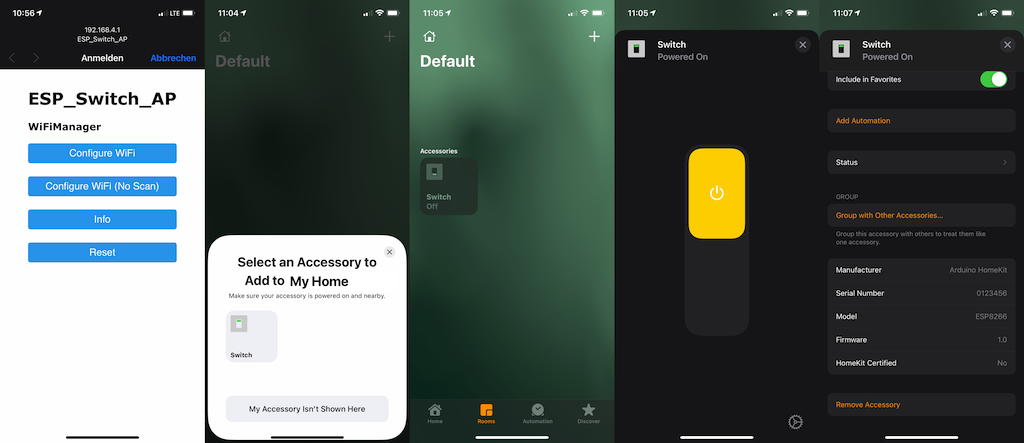 10:56
LTE
192.168.4.1
ESP_Switch_AP
Anmelden
Abbrechen
ESP_Switch_AP
WiFiManager
Configure WiFi
Configure WiFi (No Scan)
Info
Reset
11:04
Default
Select an Accessory to
Add to My Home
Make sure your accessory is powered on and nearby.
Switch
My Accessory Isn't Shown Here
11:05
Default
Accessories
Switch
Off
Home
Rooms
Automation
Discover
11:05
Switch
Powered On
11:07
Switch
Powered On
Include in Favorites
Add Automation
Status
GROUP
Group with Other Accessories...
Group this accessory with others to treat them like
one accessory.
Manufacturer Arduino HomeKit
Serial Number 0123456
Model ESP8266
Firmware 1.0
HomeKit Certified No
Remove Accessory